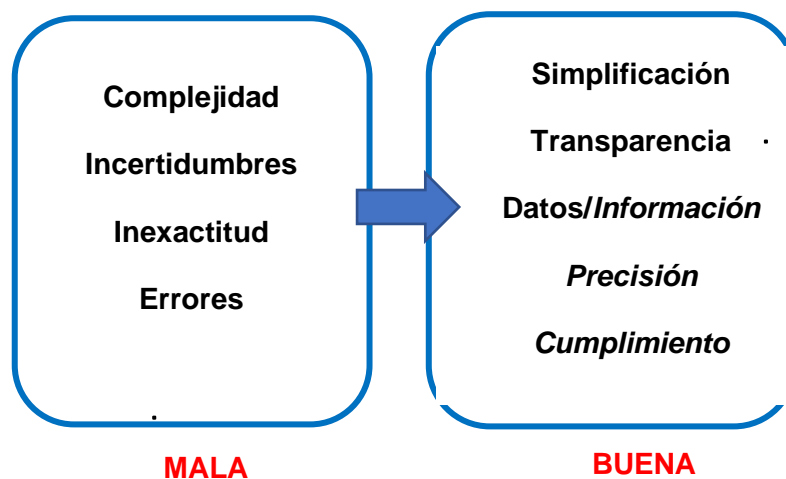 Complejidad
Incertidumbres
Inexactitud
Errores
MALA
Simplificación
Transparencia
Datos/Información
Precisión
Cumplimiento
BUENA